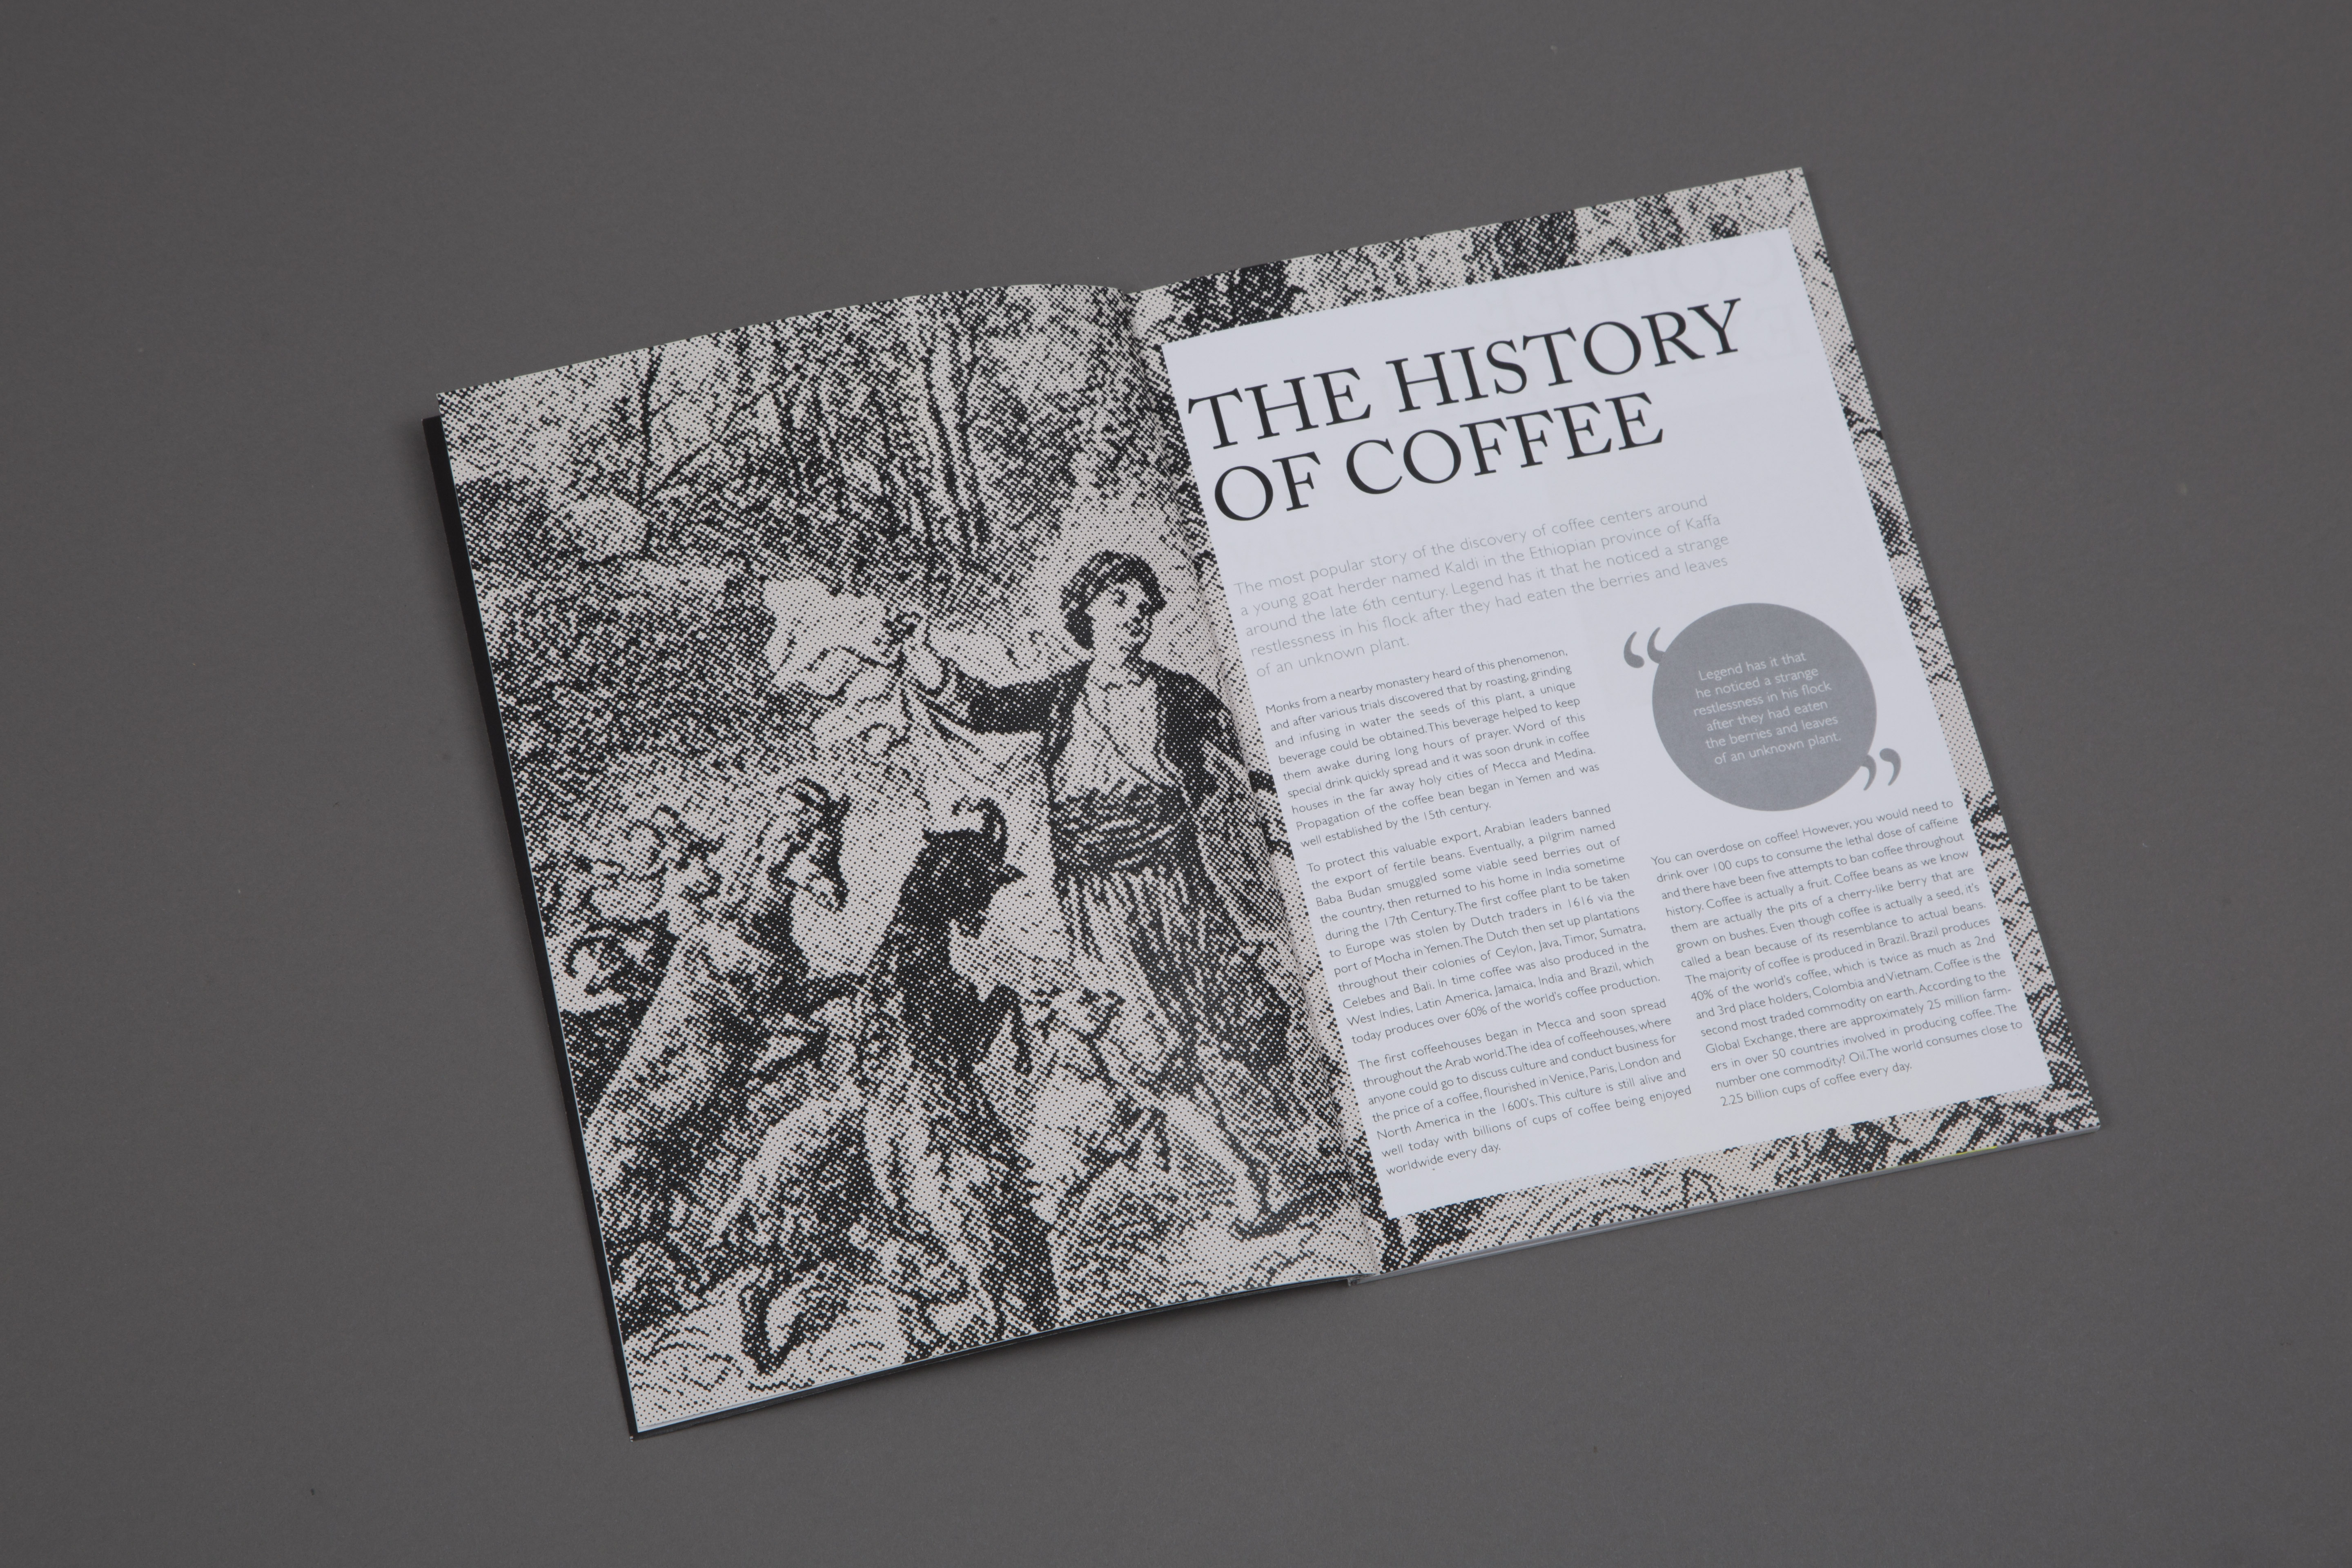 THE HISTORY
OF COFFEE
The most popular story of the discovery of coffee centers around
a young goat herder named Kaldi in the Ethiopian province of Kaffa
around the late 6th century. Legend has it that he noticed a strange
restlessness in his flock after they had eaten the berries and leaves
of an unknown plant.
Monks from a nearby monastery heard of this phenomenon,
and after various trials discovered that by roasting, grinding
and infusing in water the seeds of this plant, a unique
beverage could be obtained. This beverage helped to keep
them awake during long hours of prayer. Word of this
special drink quickly spread and it was soon drunk in coffee
houses in the far away holy cities of Mecca and Medina.
Propagation of the coffee bean began in Yemen and was
well established by the 15th century.
To protect this valuable export, Arabian leaders banned
the export of fertile beans. Eventually, a pilgrim named
Baba Budan smuggled some viable seed berries out of
the country, then returned to his home in India sometime
during the 17th Century. The first coffee plant to be taken
to Europe was stolen by Dutch traders in 1616 via the
port of Mocha in Yemen. The Dutch then set up plantations
throughout their colonies of Ceylon, Java, Timor, Sumatra,
Celebes and Bali. In time coffee was also produced in the
West Indies, Latin America, Jamaica, India and Brazil, which
today produces over 60% of the world's coffee production.
The first coffeehouses began in Mecca and soon spread
throughout the Arab world. The idea of coffeehouses, where
anyone could go to discuss culture and conduct business for
the price of a coffee, flourished in Venice, Paris, London and
North America in the 1600's. This culture is still alive and
well today with billions of cups of coffee being enjoyed
worldwide every day.
“
Legend has it that
he noticed a strange
restlessness in his flock
after they had eaten
the berries and leaves
of an unknown plant.
”
You can overdose on coffee! However, you would need to
drink over 100 cups to consume the lethal dose of caffeine
and there have been five attempts to ban coffee throughout
history. Coffee is actually a fruit. Coffee beans as we know
them are actually the pits of a cherry-like berry that are
grown on bushes. Even though coffee is actually a seed, it's
called a bean because of its resemblance to actual beans.
The majority of coffee is produced in Brazil. Brazil produces
40% of the world's coffee, which is twice as much as 2nd
and 3rd place holders, Colombia and Vietnam. Coffee is the
second most traded commodity on earth. According to the
Global Exchange, there are approximately 25 million farm-
ers in over 50 countries involved in producing coffee. The
number one commodity? Oil. The world consumes close to
2.25 billion cups of coffee every day.